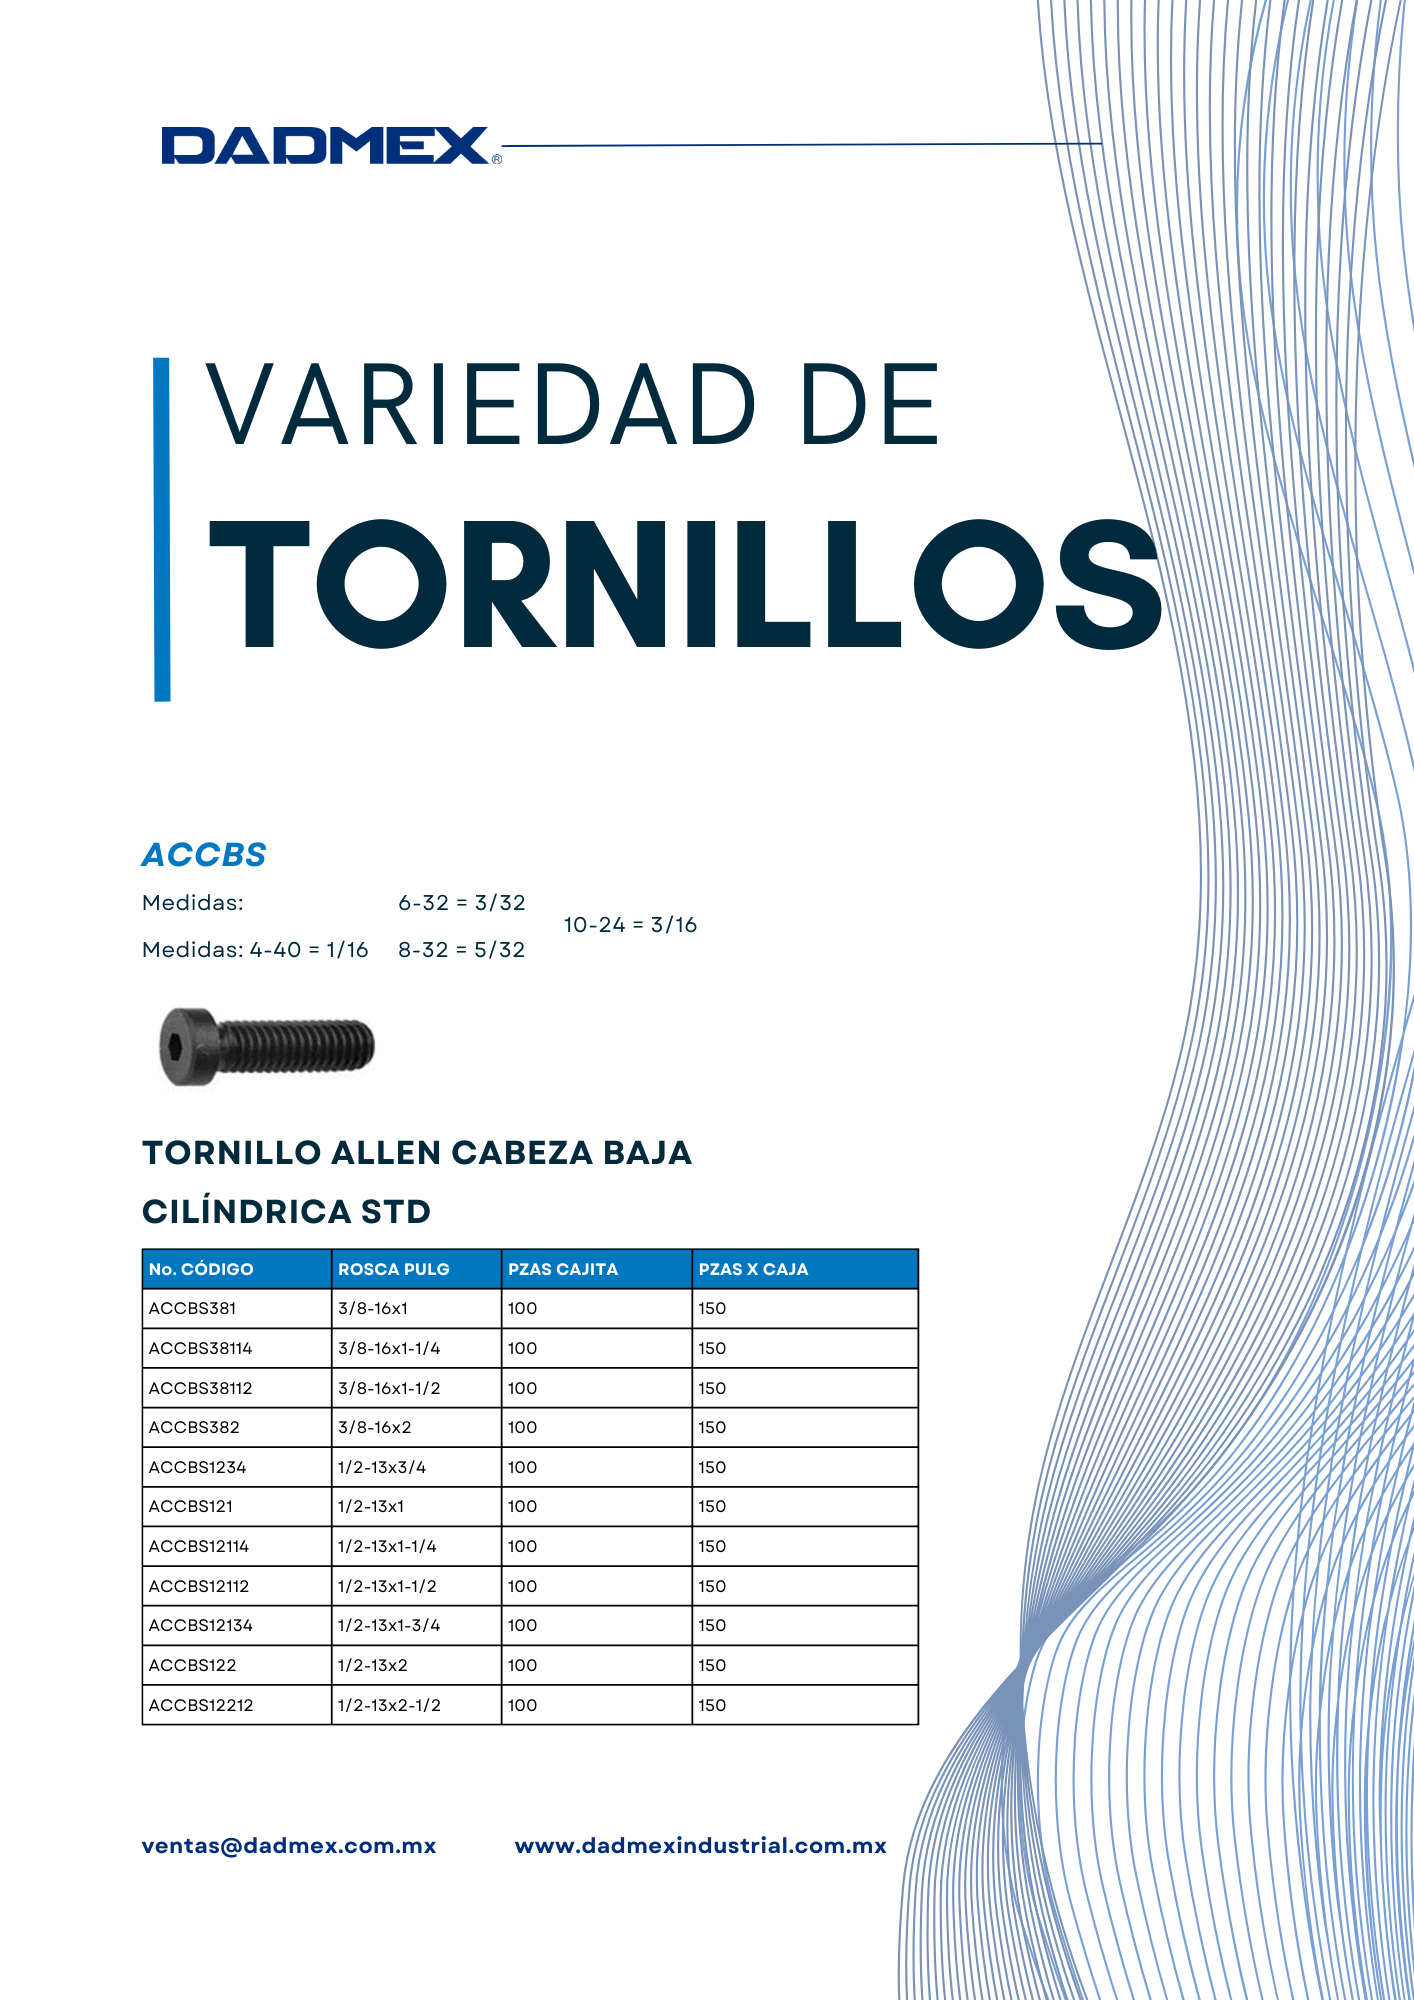 DADMEX®
VARIEDAD DE
TORNILLOS
ACCBS
Medidas: 6-32 = 3/32
10-24 = 3/16
Medidas: 4-40 = 1/16 8-32 = 5/32
TORNILLO ALLEN CABEZA BAJA
CILÍNDRICA STD
No. CÓDIGO ROSCA PULG PZAS CAJITA PZAS X CAJA
ACCBS381 3/8-16x1 100 150
ACCBS38114 3/8-16x1-1/4 100 150
ACCBS38112 3/8-16x1-1/2 100 150
ACCBS382 3/8-16x2 100 150
ACCBS1234 1/2-13x3/4 100 150
ACCBS121 1/2-13x1 100 150
ACCBS12114 1/2-13x1-1/4 100 150
ACCBS12112 1/2-13x1-1/2 100 150
ACCBS12134 1/2-13x1-3/4 100 150
ACCBS122 1/2-13x2 100 150
ACCBS12212 1/2-13x2-1/2 100 150
ventas@dadmex.com.mx www.dadmexindustrial.com.mx